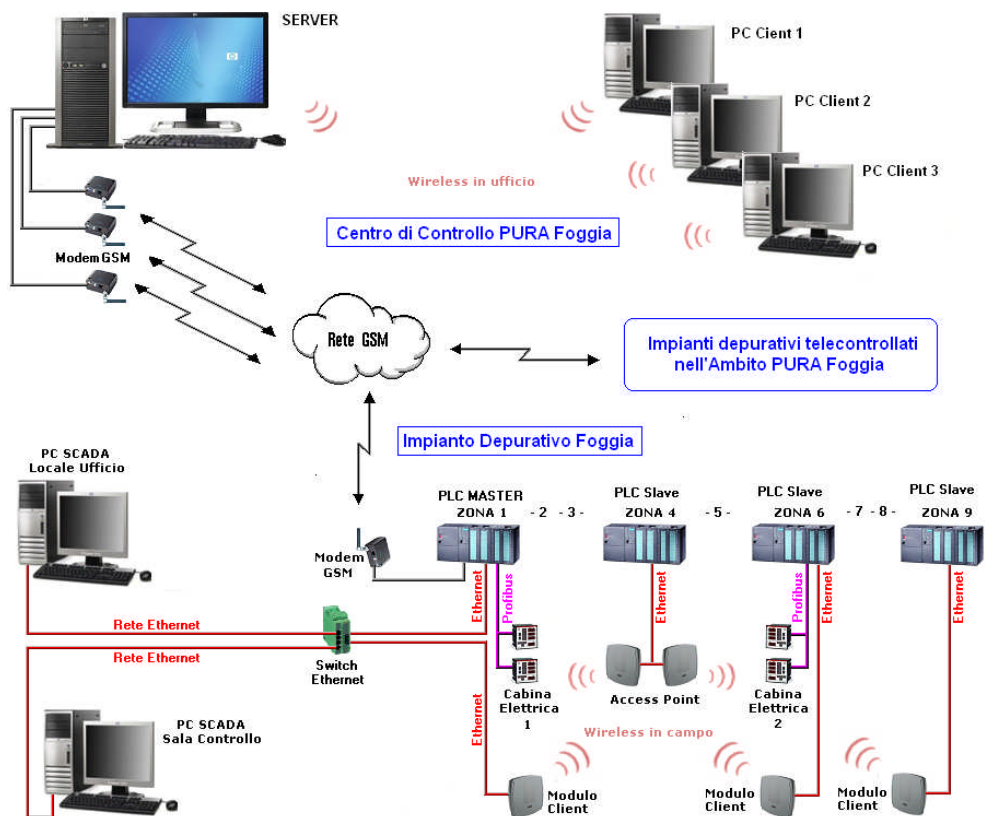 SERVER
PC Cient 1
PC Client 2
PC Client 3
Wireless in ufficio
Centro di Controllo PURA Foggia
Modem GSM
Rete GSM
Impianti depurativi telecontrollati
nell'Ambito PURA Foggia
Impianto Depurativo Foggia
PC SCADA
Locale Ufficio
PLC MASTER
ZONA 1
- 2 - 3 -
PLC Slave
ZONA 4
- 5 -
PLC Slave
ZONA 6
- 7 - 8 -
PLC Slave
ZONA 9
Modem
GSM
Ethernet
Profibus
Ethernet
Profibus
Ethernet
Ethernet
Rete Ethernet
Rete Ethernet
Switch
Ethernet
Cabina
Elettrica
1
Access Point
Cabina
Elettrica
2
Ethernet
Wireless in campo
PC SCADA
Sala Controllo
Modulo
Client
Modulo
Client
Modulo
Client